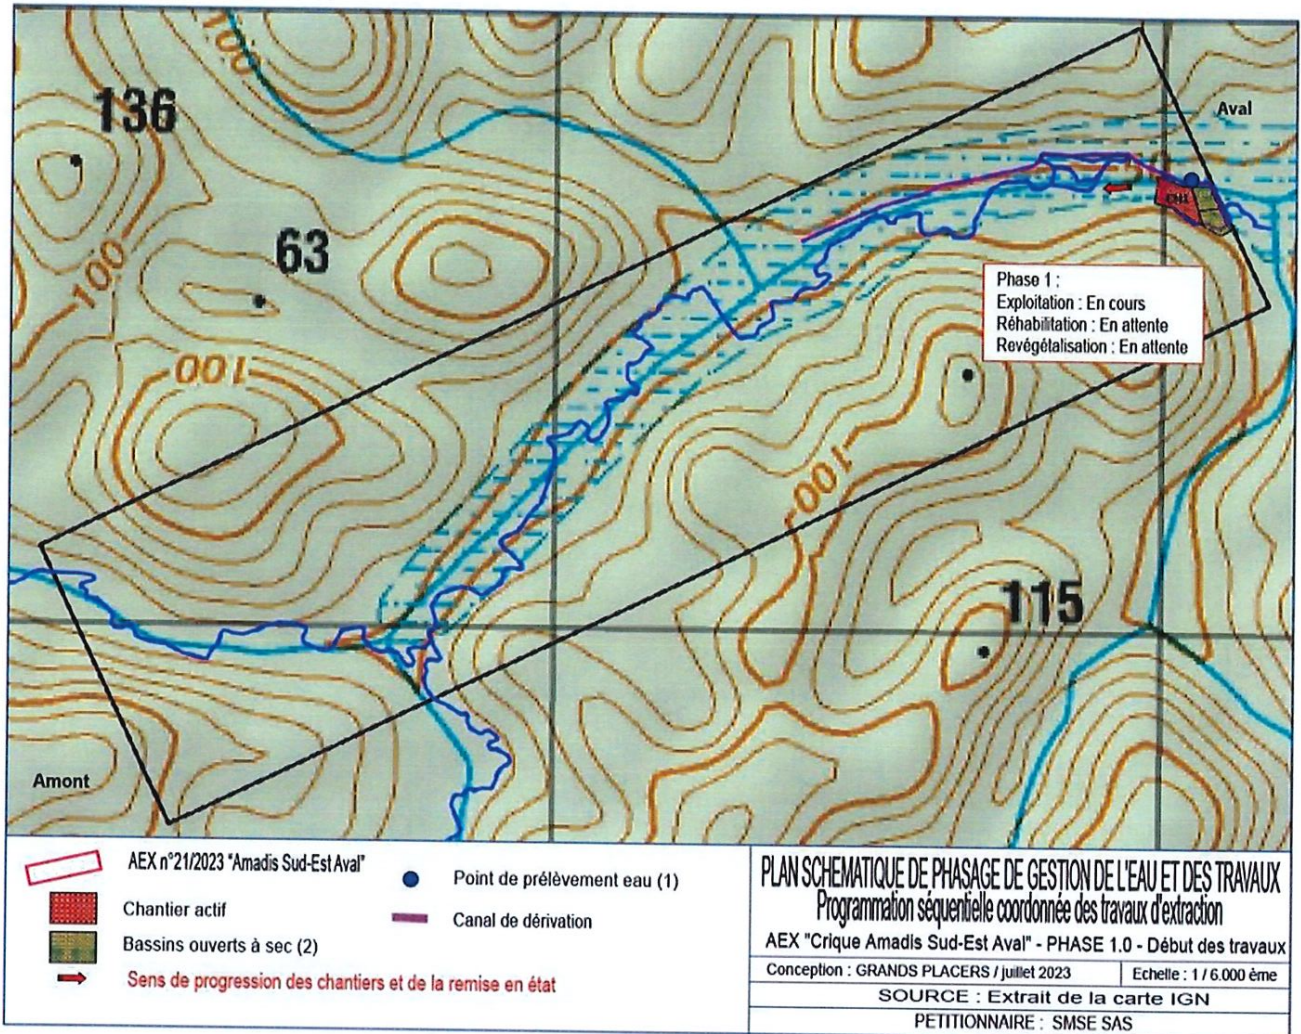 100
136
Aval
63
100
CH1
Phase 1 :
Exploitation : En cours
Réhabilitation : En attente
Revégétalisation : En attente
100
100
115
Amont
AEX n°21/2023 "Amadis Sud-Est Aval"
Chantier actif
Bassins ouverts à sec (2)
Sens de progression des chantiers et de la remise en état
Point de prélèvement eau (1)
Canal de dérivation
PLAN SCHEMATIQUE DE PHASAGE DE GESTION DE L'EAU ET DES TRAVAUX
Programmation séquentielle coordonnée des travaux d'extraction
AEX "Crique Amadis Sud-Est Aval" - PHASE 1.0 - Début des travaux
Conception : GRANDS PLACERS / juillet 2023
Echelle : 1 / 6.000 ème
SOURCE : Extrait de la carte IGN
PETITIONNAIRE : SMSE SAS